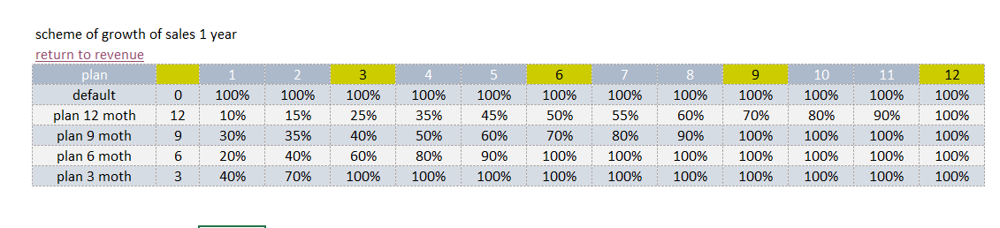 scheme of growth of sales 1 year
return to revenue
plan 1 2 3 4 5 6 7 8 9 10 11 12
default 0 100% 100% 100% 100% 100% 100% 100% 100% 100% 100% 100% 100%
plan 12 moth 12 10% 15% 25% 35% 45% 50% 55% 60% 70% 80% 90% 100%
plan 9 moth 9 30% 35% 40% 50% 60% 70% 80% 90% 100% 100% 100% 100%
plan 6 moth 6 20% 40% 60% 80% 90% 100% 100% 100% 100% 100% 100% 100%
plan 3 moth 3 40% 70% 100% 100% 100% 100% 100% 100% 100% 100% 100% 100%